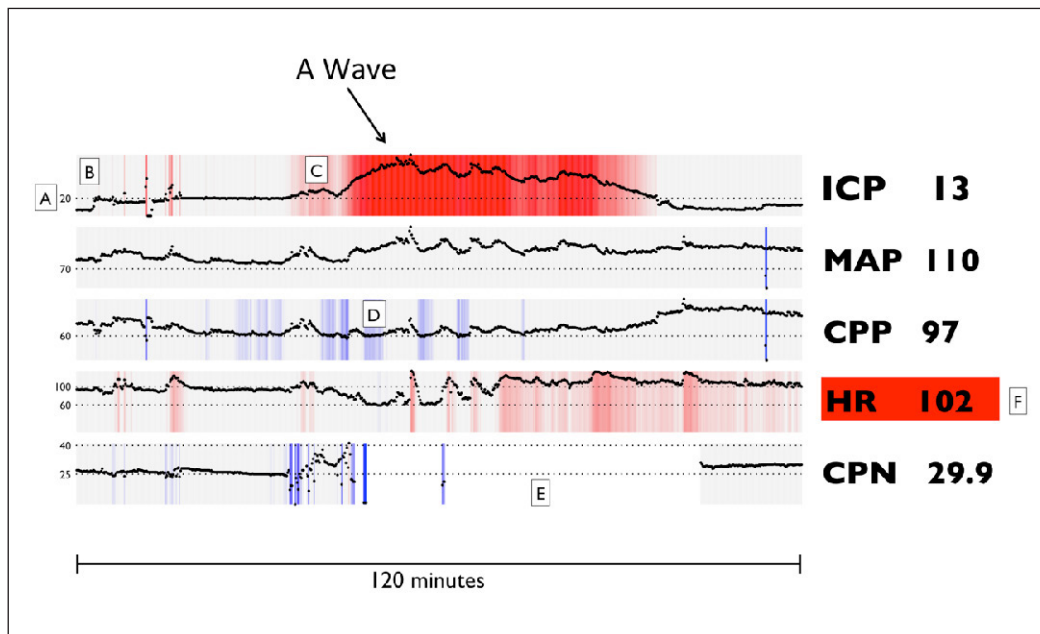 A Wave
B
C
A
20
ICP 13
70
MAP 110
D
60
CPP 97
100
60
HR 102
F
40
25
E
CPN 29.9
120 minutes